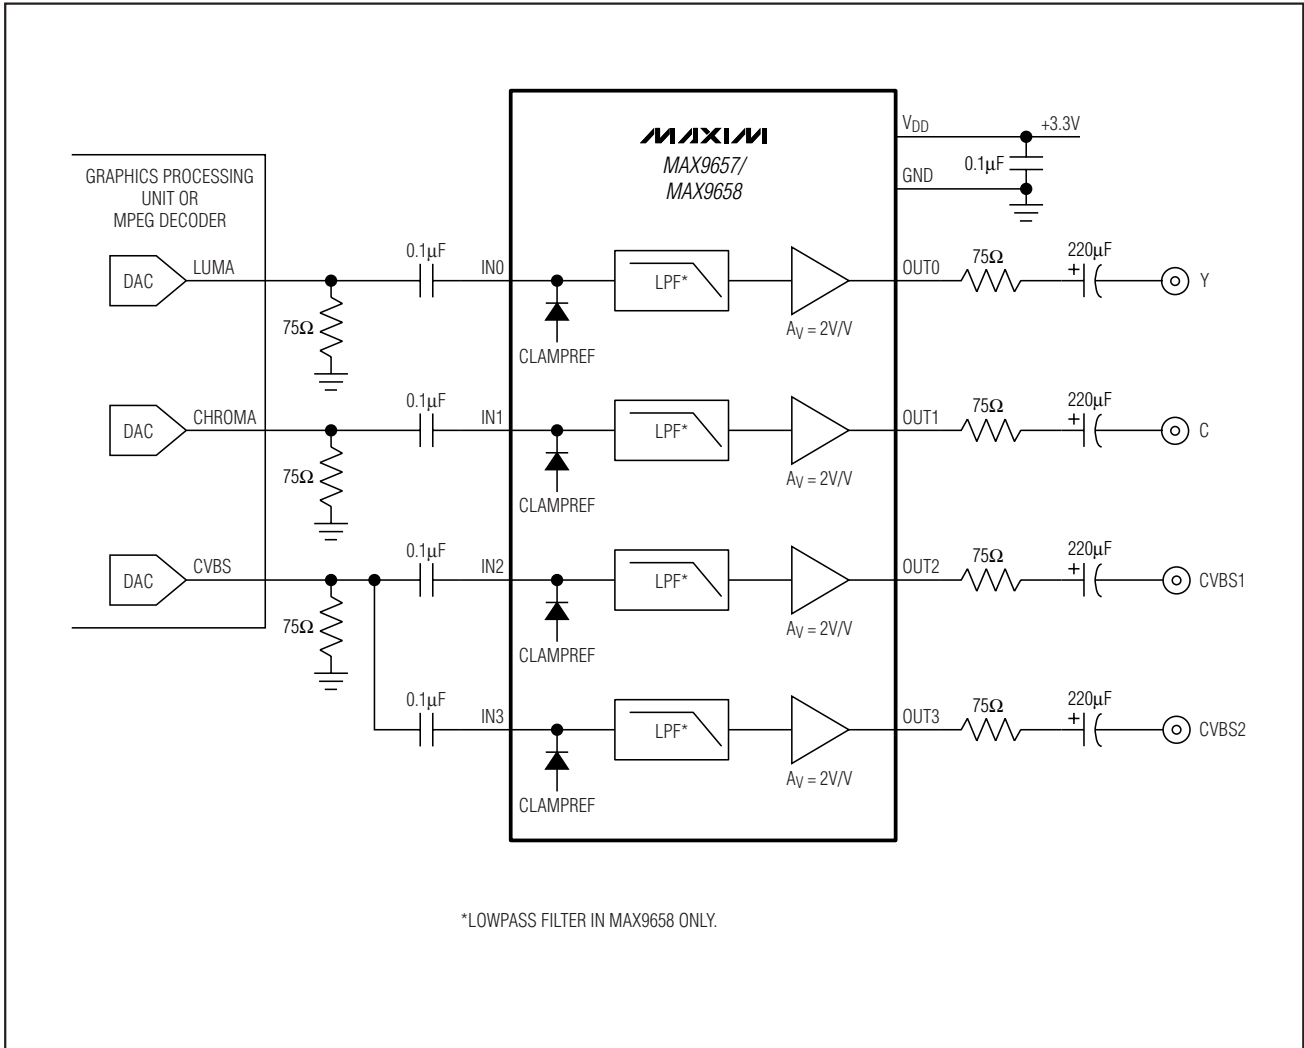 MAXIM
MAX9657/
MAX9658
VDD
+3.3V
0.1µF
GND
GRAPHICS PROCESSING
UNIT OR
MPEG DECODER
DAC
LUMA
75Ω
0.1µF
IN0
CLAMPREF
LPF*
AV = 2V/V
OUT0
75Ω
220µF
+
Y
DAC
CHROMA
75Ω
0.1µF
IN1
CLAMPREF
LPF*
AV = 2V/V
OUT1
75Ω
220µF
+
C
DAC
CVBS
75Ω
0.1µF
IN2
CLAMPREF
LPF*
AV = 2V/V
OUT2
75Ω
220µF
+
CVBS1
0.1µF
IN3
CLAMPREF
LPF*
AV = 2V/V
OUT3
75Ω
220µF
+
CVBS2
*LOWPASS FILTER IN MAX9658 ONLY.